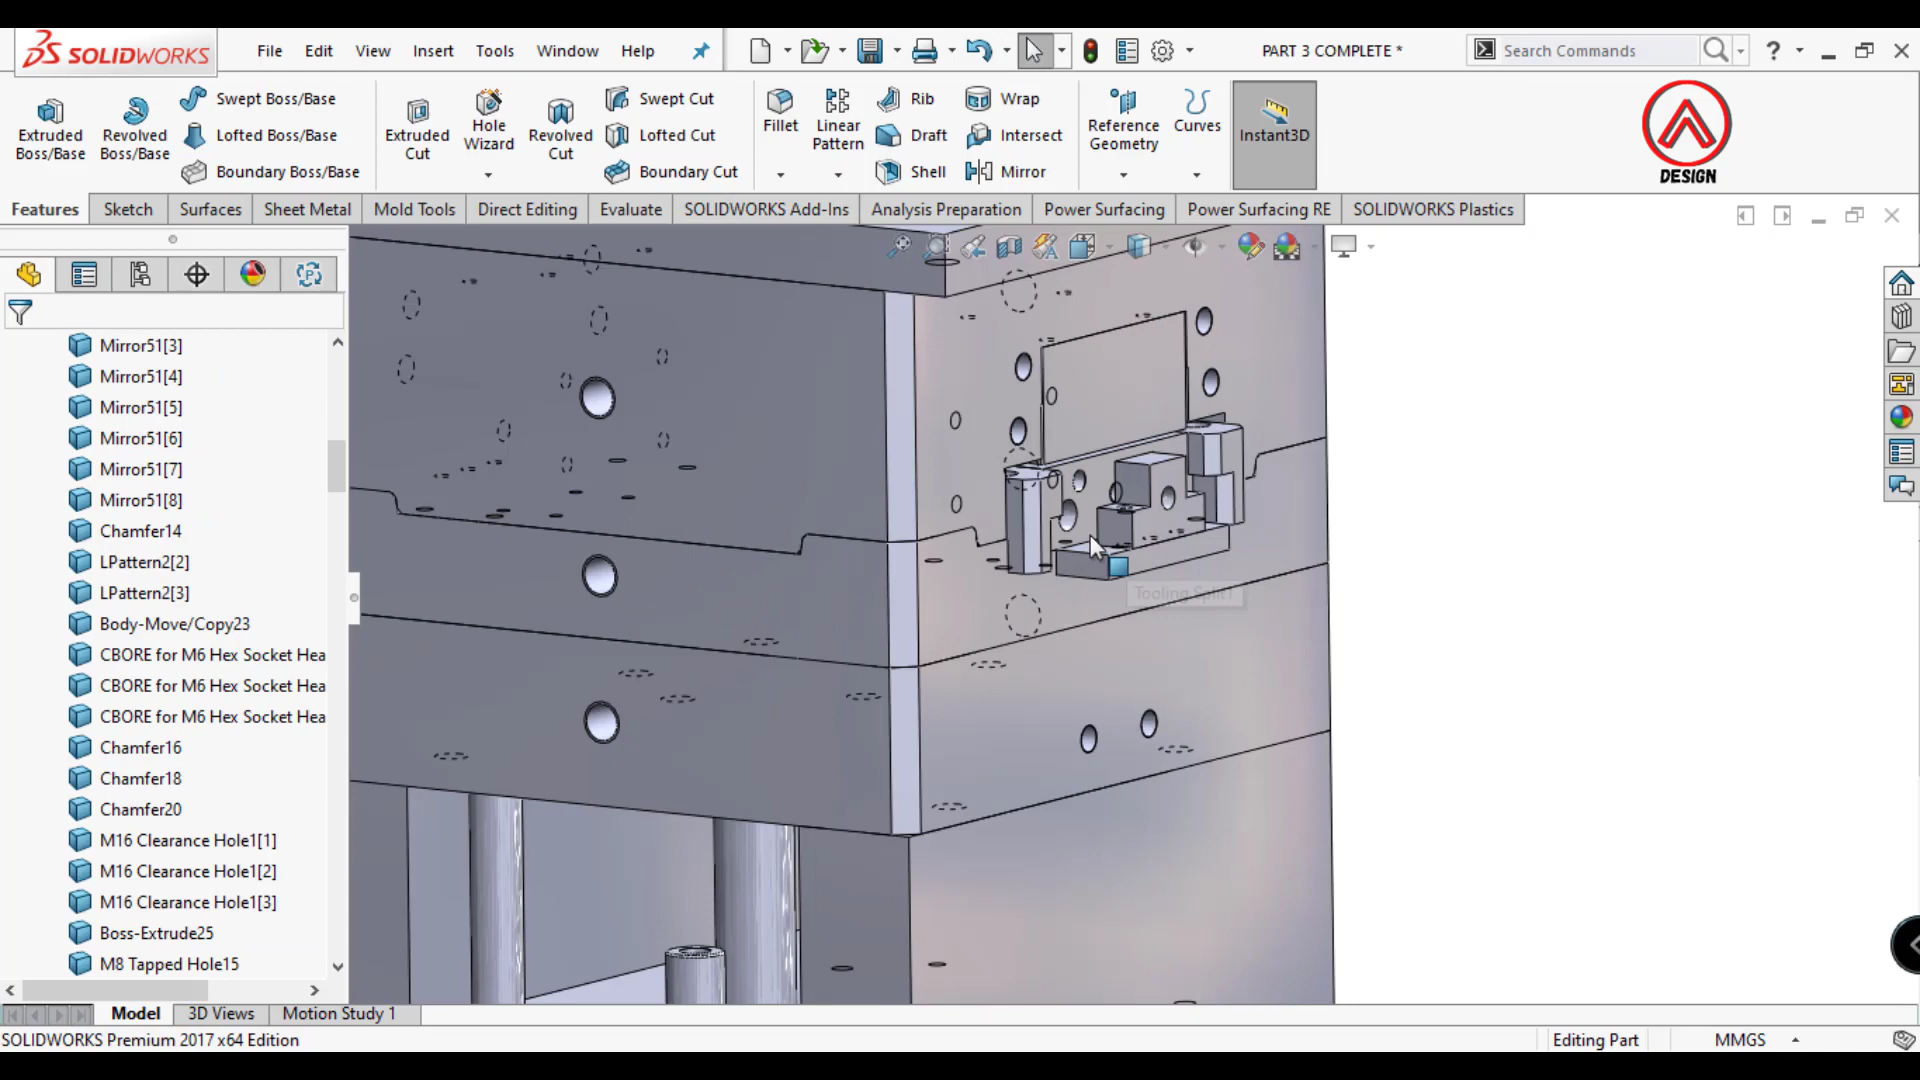 SOLIDWORKS
File Edit View Insert Tools Window Help
PART 3 COMPLETE *
Search Commands
Extruded Boss/Base
Revolved Boss/Base
Swept Boss/Base
Lofted Boss/Base
Boundary Boss/Base
Extruded Cut
Hole Wizard
Revolved Cut
Swept Cut
Lofted Cut
Boundary Cut
Fillet
Linear Pattern
Rib
Draft
Shell
Wrap
Intersect
Mirror
Reference Geometry
Curves
Instant3D
DESIGN
Features Sketch Surfaces Sheet Metal Mold Tools Direct Editing Evaluate SOLIDWORKS Add-Ins Analysis Preparation Power Surfacing Power Surfacing RE SOLIDWORKS Plastics
Mirror51[3]
Mirror51[4]
Mirror51[5]
Mirror51[6]
Mirror51[7]
Mirror51[8]
Chamfer14
LPattern2[2]
LPattern2[3]
Body-Move/Copy23
CBORE for M6 Hex Socket Hea
CBORE for M6 Hex Socket Hea
CBORE for M6 Hex Socket Hea
Chamfer16
Chamfer18
Chamfer20
M16 Clearance Hole1[1]
M16 Clearance Hole1[2]
M16 Clearance Hole1[3]
Boss-Extrude25
M8 Tapped Hole15
Tooling Split1
Model 3D Views Motion Study 1
SOLIDWORKS Premium 2017 x64 Edition
Editing Part
MMGS